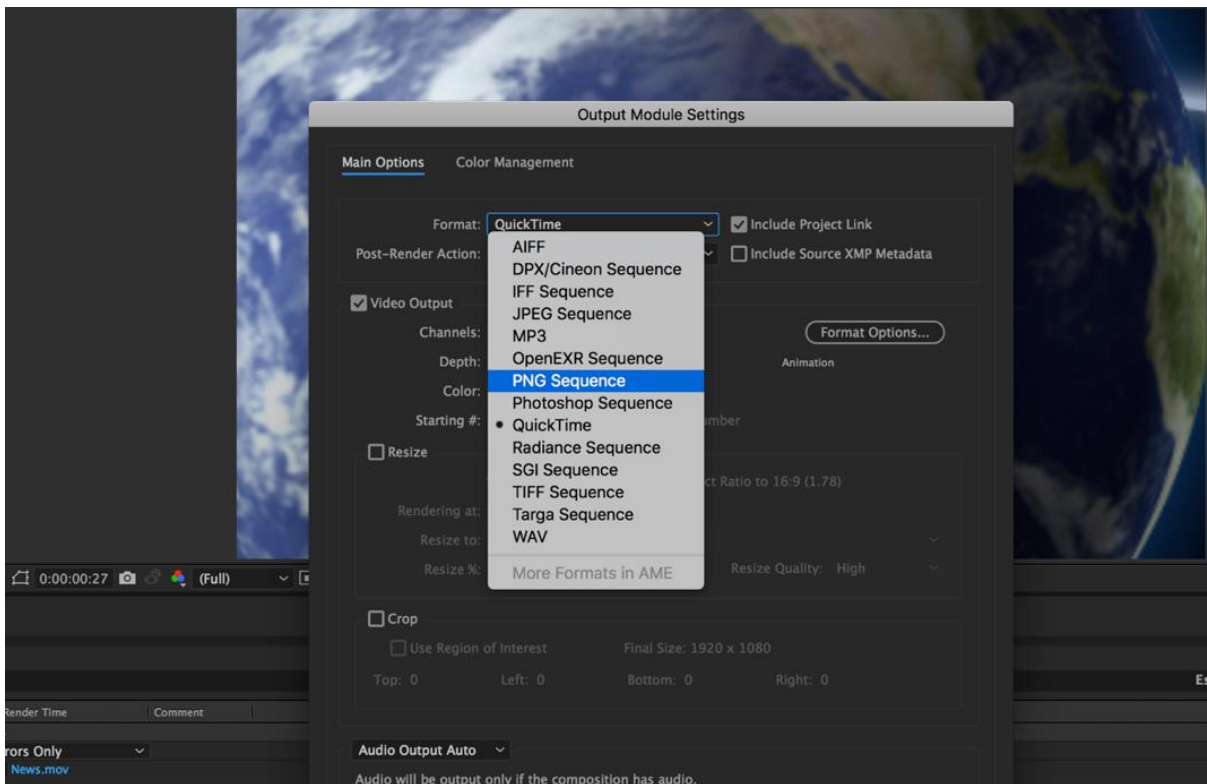 Output Module Settings
Main Options Color Management
Format: QuickTime Include Project Link
Post-Render Action: Include Source XMP Metadata
AIFF
DPX/Cineon Sequence
IFF Sequence
JPEG Sequence
MP3
OpenEXR Sequence
PNG Sequence
Photoshop Sequence
QuickTime
Radiance Sequence
SGI Sequence
TIFF Sequence
Targa Sequence
WAV
More Formats in AME
Video Output
Channels: Format Options...
Depth: Animation
Color:
Starting #:
Resize
Ratio to 16:9 (1.78)
Rendering at:
Resize to:
Resize %: Resize Quality: High
0:00:00:27 (Full)
Crop
Use Region of Interest Final Size: 1920 x 1080
Top: 0 Left: 0 Bottom: 0 Right: 0
Render Time Comment
Only
News.mov
Audio Output Auto
Audio will be output only if the composition has audio.